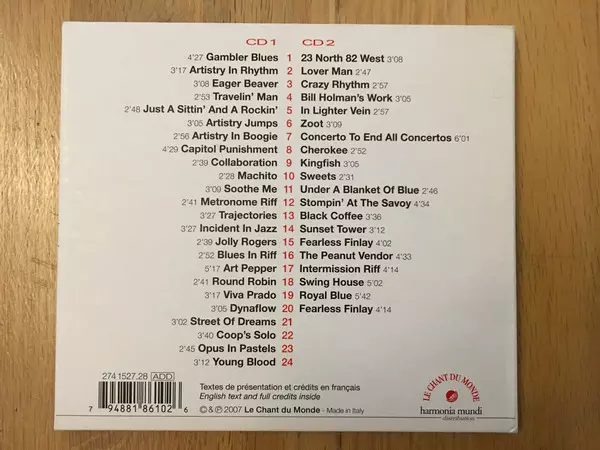 CD 1 CD 2
4'27 Gambler Blues 1 23 North 82 West 3'08
3'17 Artistry In Rhythm 2 Lover Man 2'47
3'08 Eager Beaver 3 Crazy Rhythm 2'57
2'53 Travelin' Man 4 Bill Holman's Work 3'05
2'48 Just A Sittin' And A Rockin' 5 In Lighter Vein 2'57
3'05 Artistry Jumps 6 Zoot 3'09
2'56 Artistry In Boogie 7 Concerto To End All Concertos 6'01
4'29 Capitol Punishment 8 Cherokee 2'52
2'39 Collaboration 9 Kingfish 3'05
2'28 Machito 10 Sweets 2'31
3'09 Soothe Me 11 Under A Blanket Of Blue 2'46
2'41 Metronome Riff 12 Stompin' At The Savoy 4'34
3'27 Trajectories 13 Black Coffee 3'36
3'27 Incident In Jazz 14 Sunset Tower 3'12
2'39 Jolly Rogers 15 Fearless Finlay 4'02
2'52 Blues In Riff 16 The Peanut Vendor 4'33
5'17 Art Pepper 17 Intermission Riff 4'14
2'41 Round Robin 18 Swing House 5'02
3'17 Viva Prado 19 Royal Blue 5'42
3'05 Dynaflow 20 Fearless Finlay 4'14
3'02 Street Of Dreams 21
3'40 Coop's Solo 22
2'45 Opus In Pastels 23
3'12 Young Blood 24
274 1527.28 ADD
7 94881 86102 6
Textes de présentation et crédits en français
English text and full credits inside
© & ℗ 2007 Le Chant du Monde - Made in Italy
LE CHANT DU MONDE
harmonia mundi
distribution